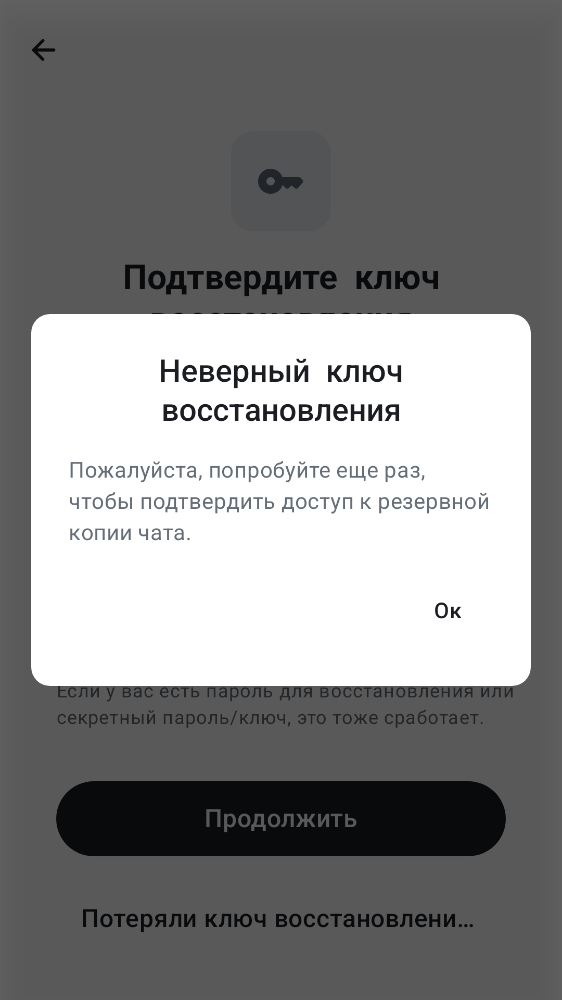 Подтвердите ключ
Неверный ключ
восстановления
Пожалуйста, попробуйте еще раз,
чтобы подтвердить доступ к резервной
копии чата.
Ок
Если у вас есть пароль для восстановления или
секретный пароль/ключ, это тоже сработает.
Продолжить
Потеряли ключ восстановлени...